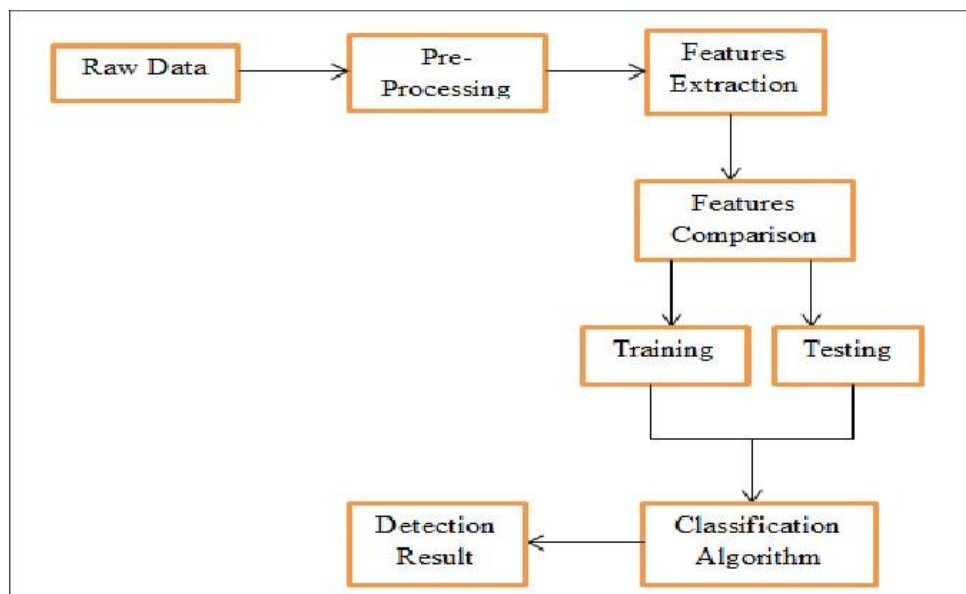 Raw Data
Pre-
Processing
Features
Extraction
Features
Comparison
Training
Testing
Detection
Result
Classification
Algorithm